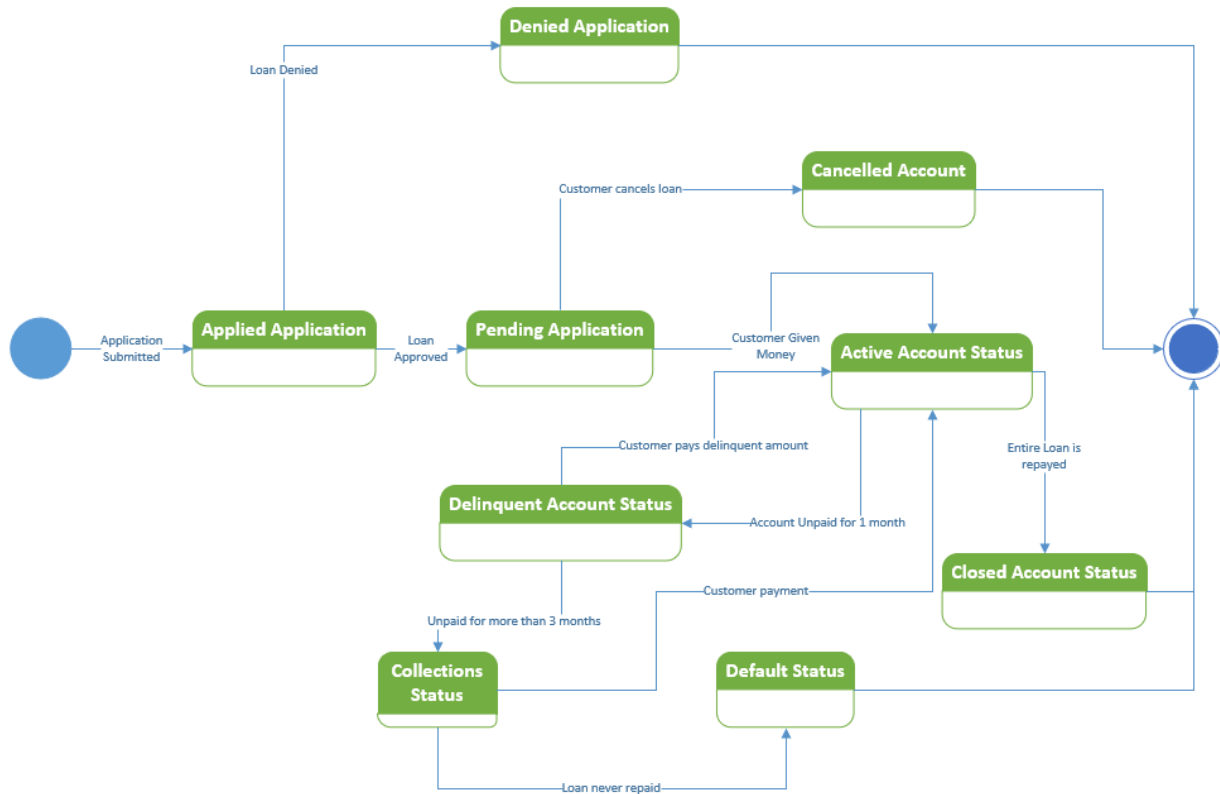 Denied Application
Loan Denied
Cancelled Account
Customer cancels loan
Applied Application
Pending Application
Application
Submitted
Loan
Approved
Customer Given
Money
Active Account Status
Customer pays delinquent amount
Entire Loan is
repayed
Delinquent Account Status
Account Unpaid for 1 month
Closed Account Status
Customer payment
Unpaid for more than 3 months
Collections
Status
Default Status
Loan never repaid